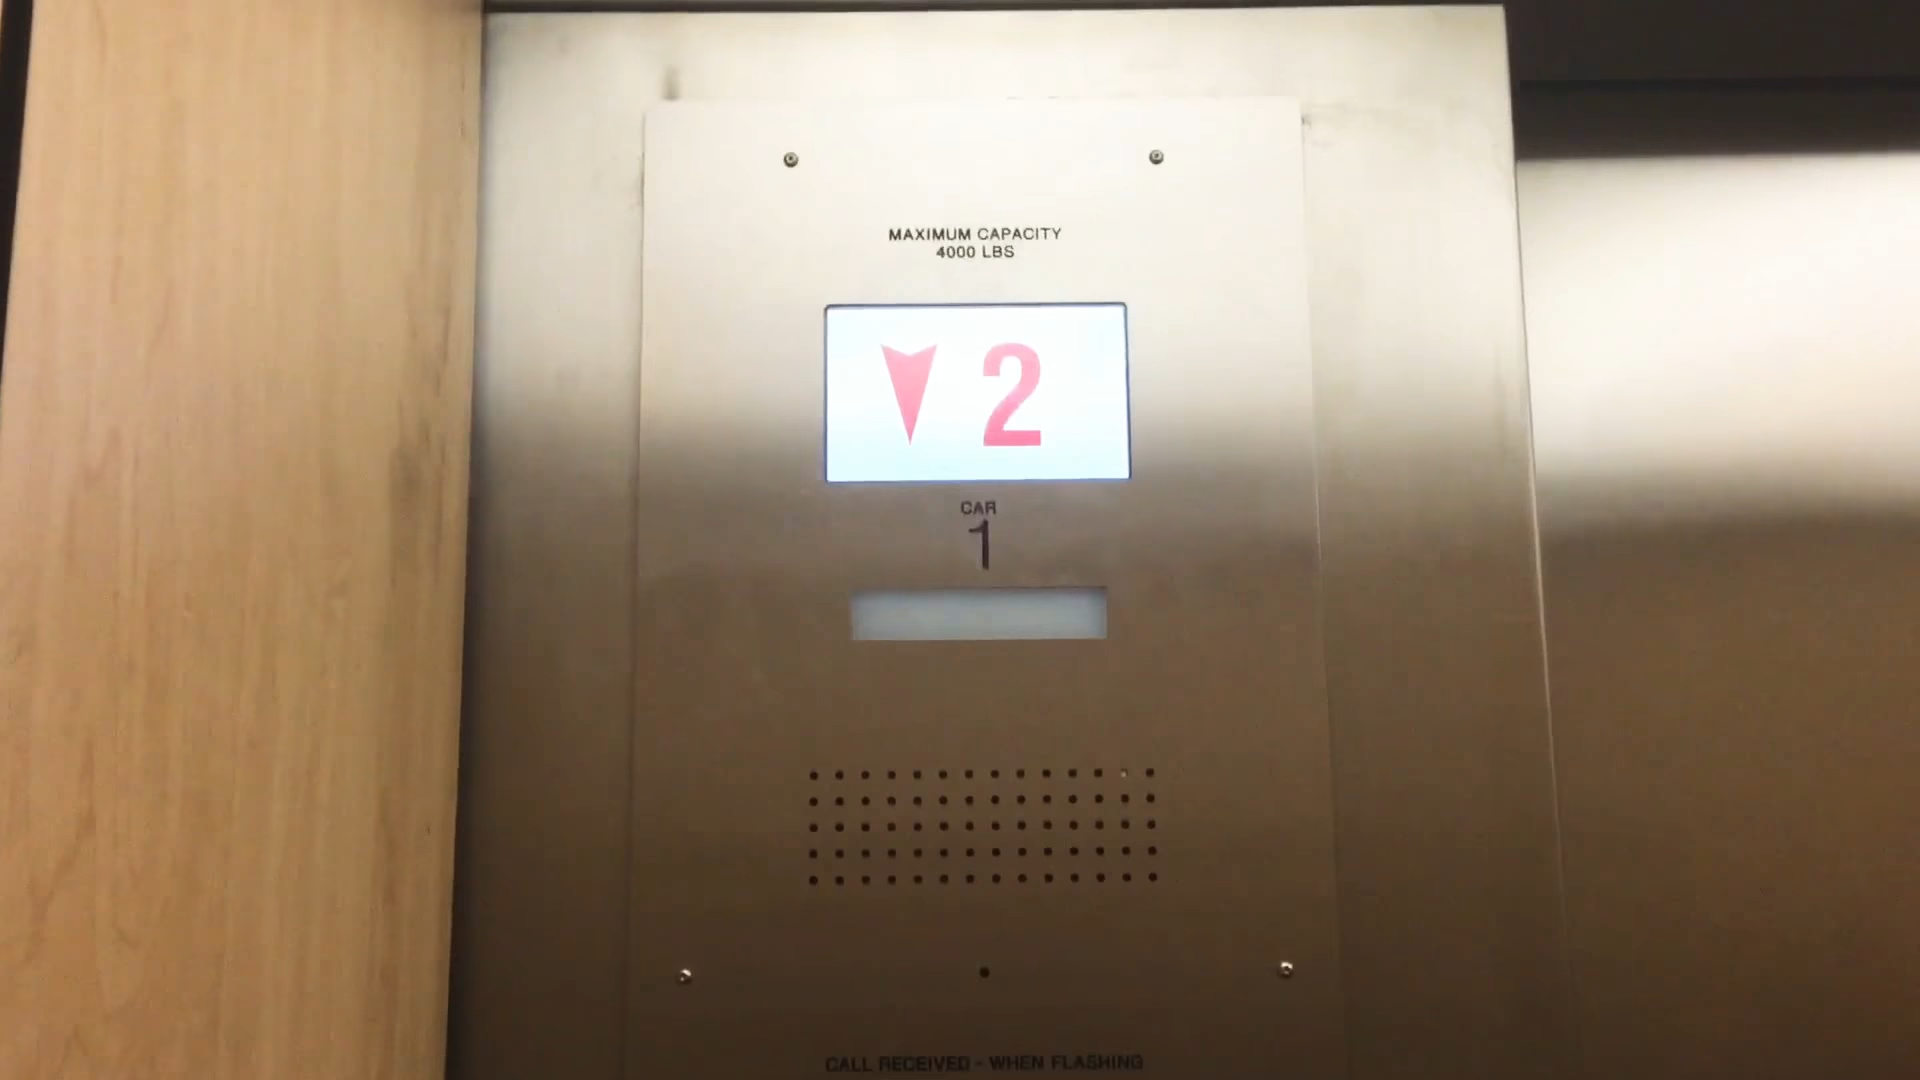 MAXIMUM CAPACITY
4000 LBS
2
CAR
1
CALL RECEIVED - WHEN FLASHING